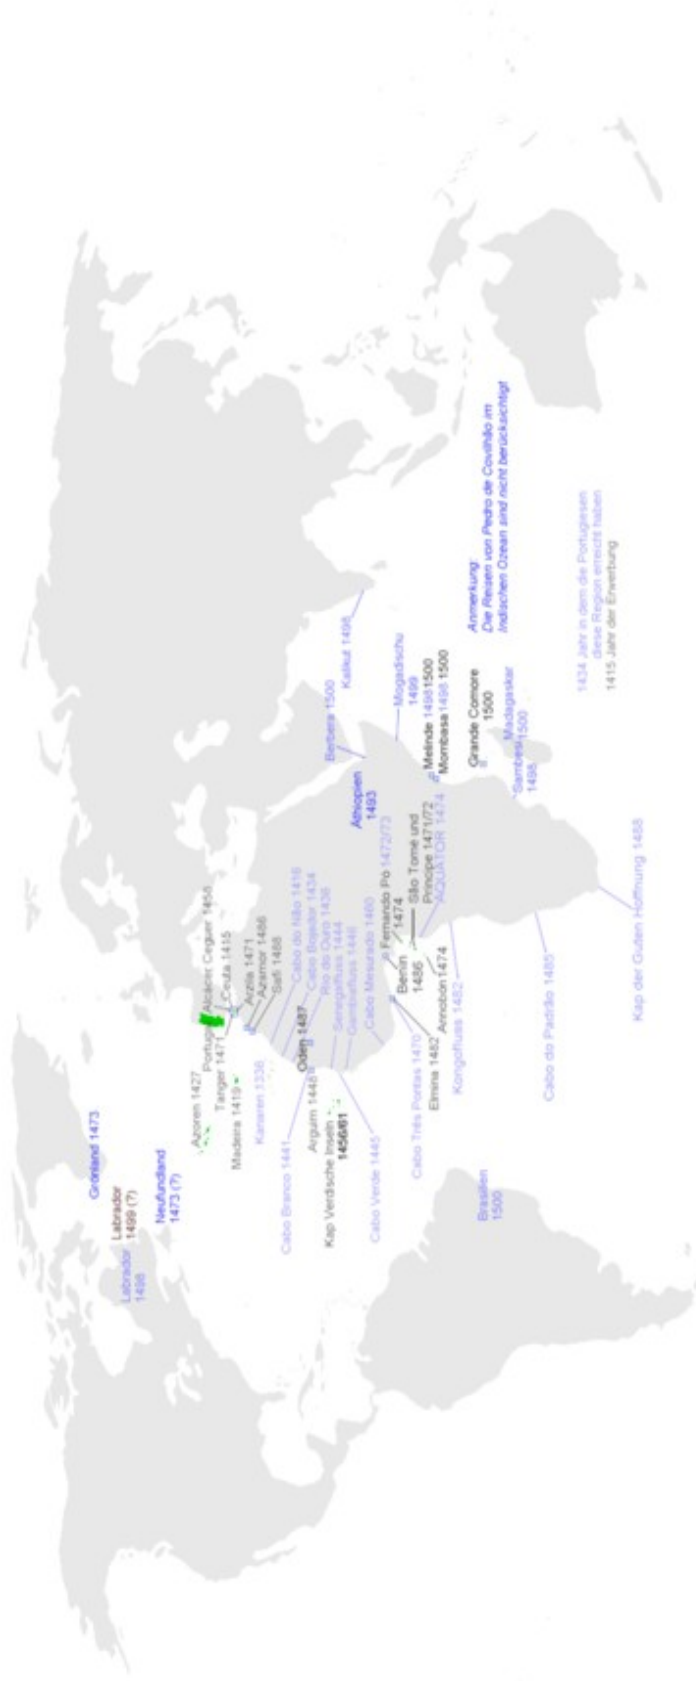 Grönland 1473
Labrador
1499 (?)
Labrador
1498
Neufundland
1473 (?)
Azoren 1427
Portugal
Alcácer Ceguer 1458
Tanger 1471
Ceuta 1415
Madeira 1419
Arzila 1471
Azamor 1486
Safi 1488
Kanaren 1336
Cabo do Não 1416
Cabo Bojador 1434
Rio do Ouro 1436
Cabo Branco 1441
Oden 1487
Arguim 1448
Senegalfluss 1444
Gambiafluss 1446
Kap Verdische Inseln
1456/61
Cabo Verde 1445
Cabo Mesurado 1460
Cabo Três Pontas 1470
Fernando Pó 1472/73
1474
Benin
1486
São Tomé und
Principe 1471/72
ÄQUATOR 1474
Elmina 1482
Annobón 1474
Kongofluss 1482
Cabo do Padrão 1485
Kap der Guten Hoffnung 1488
Brasilien
1500
Berbera 1500
Kalikut 1498
Äthiopien
1493
Mogadischu
1499
Melinde 1498 1500
Mombasa 1498 1500
Grande Comore
1500
Madagaskar
1500
Sambesi
1498
Anmerkung:
Die Reisen von Pedro de Covilhão im
Indischen Ozean sind nicht berücksichtigt
1434 Jahr in dem die Portugiesen
diese Region erreicht haben
1415 Jahr der Erwerbung